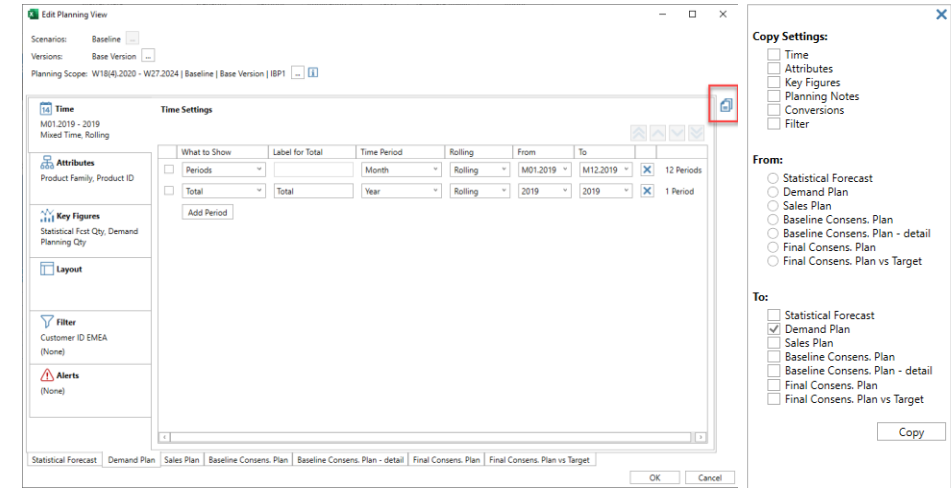 Edit Planning View
Scenarios: Baseline ...
Versions: Base Version ...
Planning Scope: W18(4).2020 - W27.2024 | Baseline | Base Version | IBP1 ... i
14 Time
M01.2019 - 2019
Mixed Time, Rolling
Attributes
Product Family, Product ID
Key Figures
Statistical Fcst Qty, Demand
Planning Qty
Layout
Filter
Customer ID EMEA
(None)
Alerts
(None)
Time Settings
What to Show Label for Total Time Period Rolling From To
Periods Month Rolling M01.2019 M12.2019 12 Periods
Total Total Year Rolling 2019 2019 1 Period
Add Period
Statistical Forecast Demand Plan Sales Plan Baseline Consens. Plan Baseline Consens. Plan - detail Final Consens. Plan Final Consens. Plan vs Target
OK Cancel
Copy Settings:
Time
Attributes
Key Figures
Planning Notes
Conversions
Filter
From:
Statistical Forecast
Demand Plan
Sales Plan
Baseline Consens. Plan
Baseline Consens. Plan - detail
Final Consens. Plan
Final Consens. Plan vs Target
To:
Statistical Forecast
Demand Plan
Sales Plan
Baseline Consens. Plan
Baseline Consens. Plan - detail
Final Consens. Plan
Final Consens. Plan vs Target
Copy